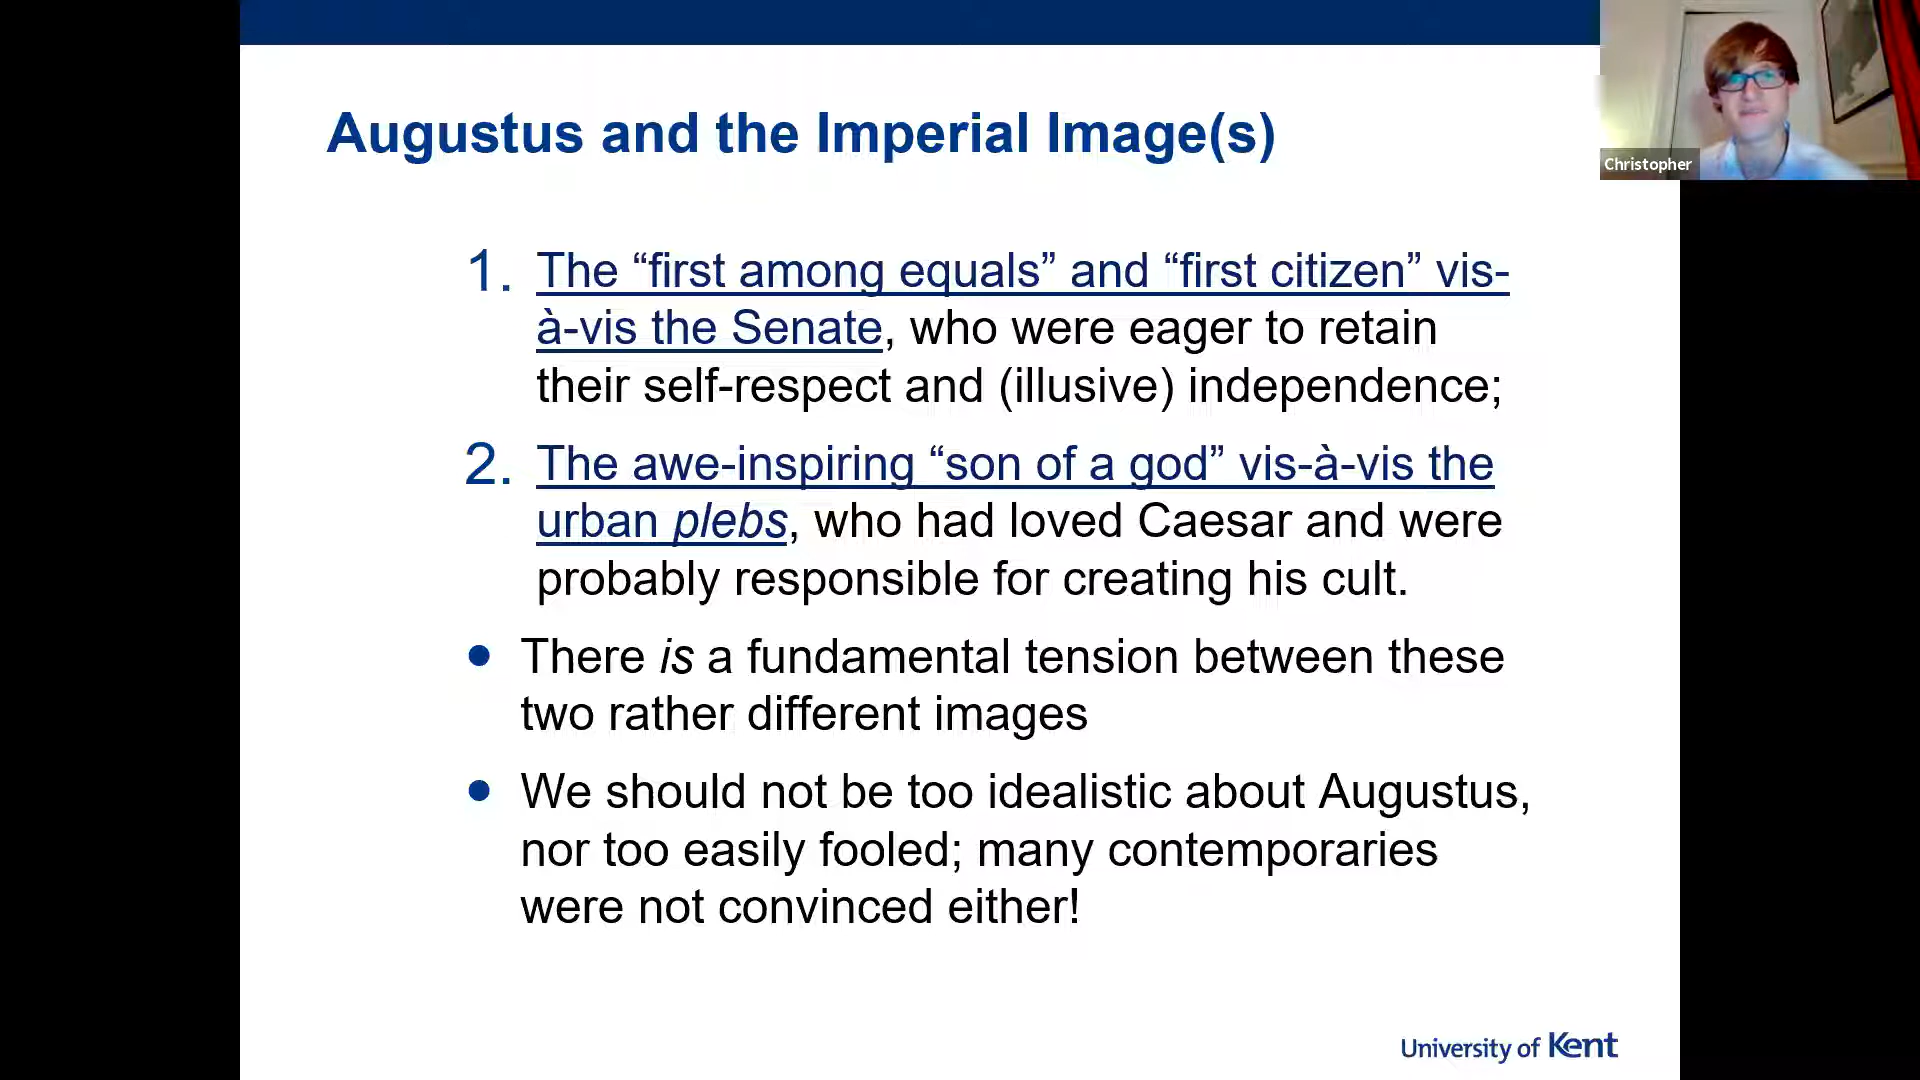 Augustus and the Imperial Image(s)
Christopher
1. The “first among equals” and “first citizen” vis-
à-vis the Senate, who were eager to retain
their self-respect and (illusive) independence;
2. The awe-inspiring “son of a god” vis-à-vis the
urban plebs, who had loved Caesar and were
probably responsible for creating his cult.
• There is a fundamental tension between these
two rather different images
• We should not be too idealistic about Augustus,
nor too easily fooled; many contemporaries
were not convinced either!
University of Kent